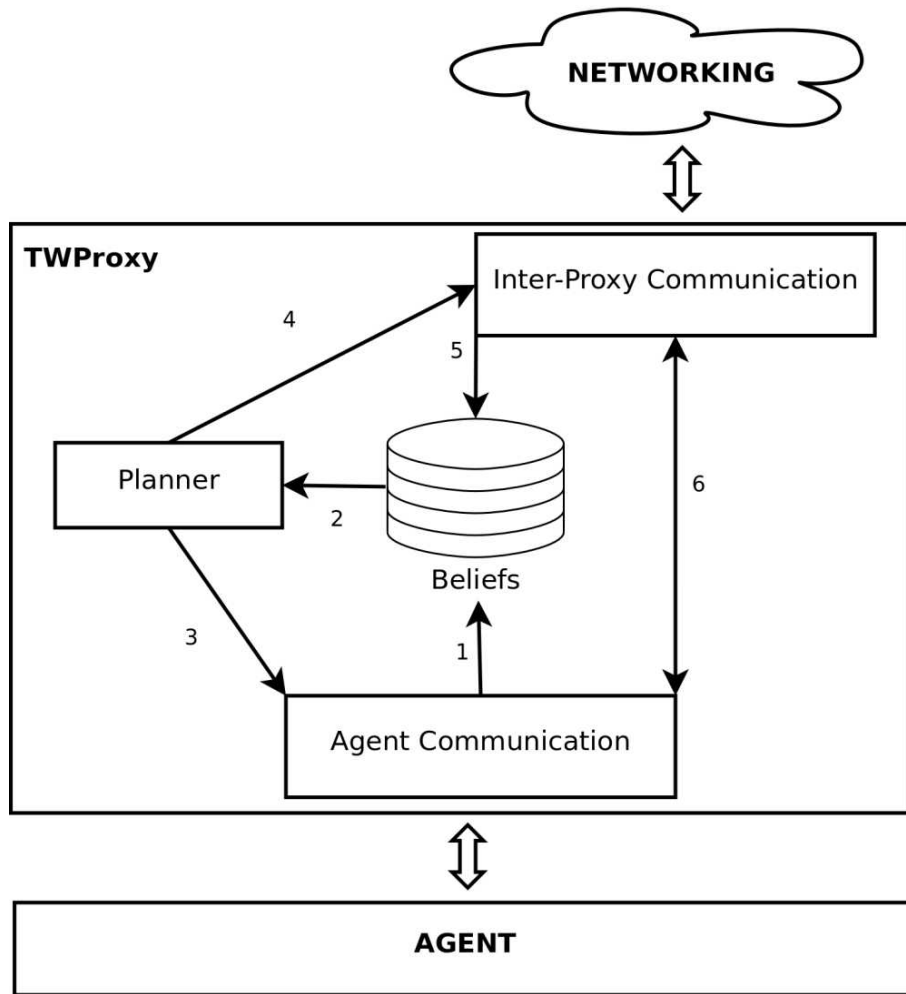 NETWORKING
TWProxy
Inter-Proxy Communication
4
5
Planner
6
2
Beliefs
3
1
Agent Communication
AGENT